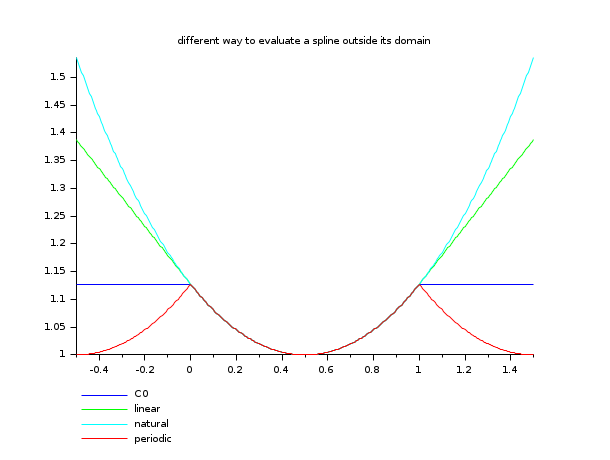 different way to evaluate a spline outside its domain
1.5
1.45
1.4
1.35
1.3
1.25
1.2
1.15
1.1
1.05
1
-0.4 -0.2 0 0.2 0.4 0.6 0.8 1 1.2 1.4
C0
linear
natural
periodic